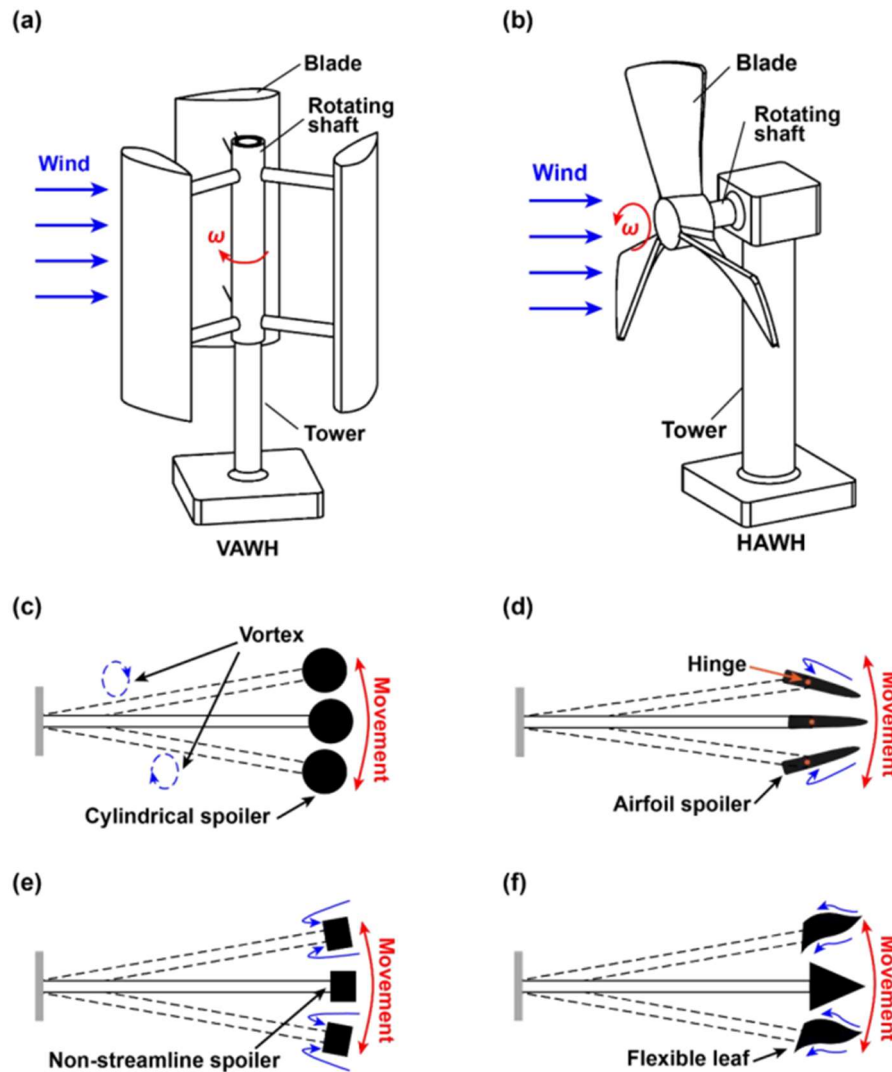 (a)
Blade
Rotating
shaft
Wind
ω
Tower
VAWH
(b)
Blade
Rotating
shaft
Wind
ω
Tower
HAWH
(c)
Vortex
Movement
Cylindrical spoiler
(d)
Hinge
Movement
Airfoil spoiler
(e)
Movement
Non-streamline spoiler
(f)
Movement
Flexible leaf